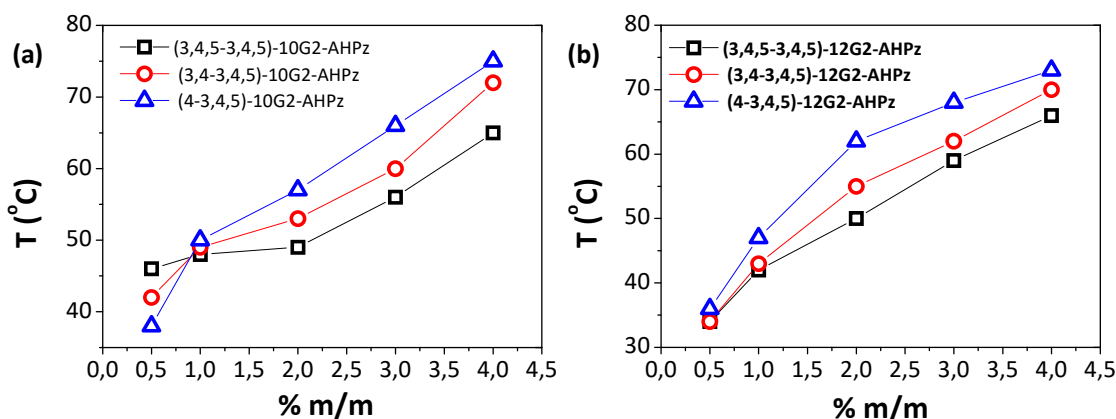 (a)
(3,4,5-3,4,5)-10G2-AHPz
(3,4-3,4,5)-10G2-AHPz
(4-3,4,5)-10G2-AHPz
80
70
60
50
40
T (°C)
0,0 0,5 1,0 1,5 2,0 2,5 3,0 3,5 4,0 4,5
% m/m
(b)
(3,4,5-3,4,5)-12G2-AHPz
(3,4-3,4,5)-12G2-AHPz
(4-3,4,5)-12G2-AHPz
80
70
60
50
40
30
T (°C)
0,0 0,5 1,0 1,5 2,0 2,5 3,0 3,5 4,0 4,5
% m/m